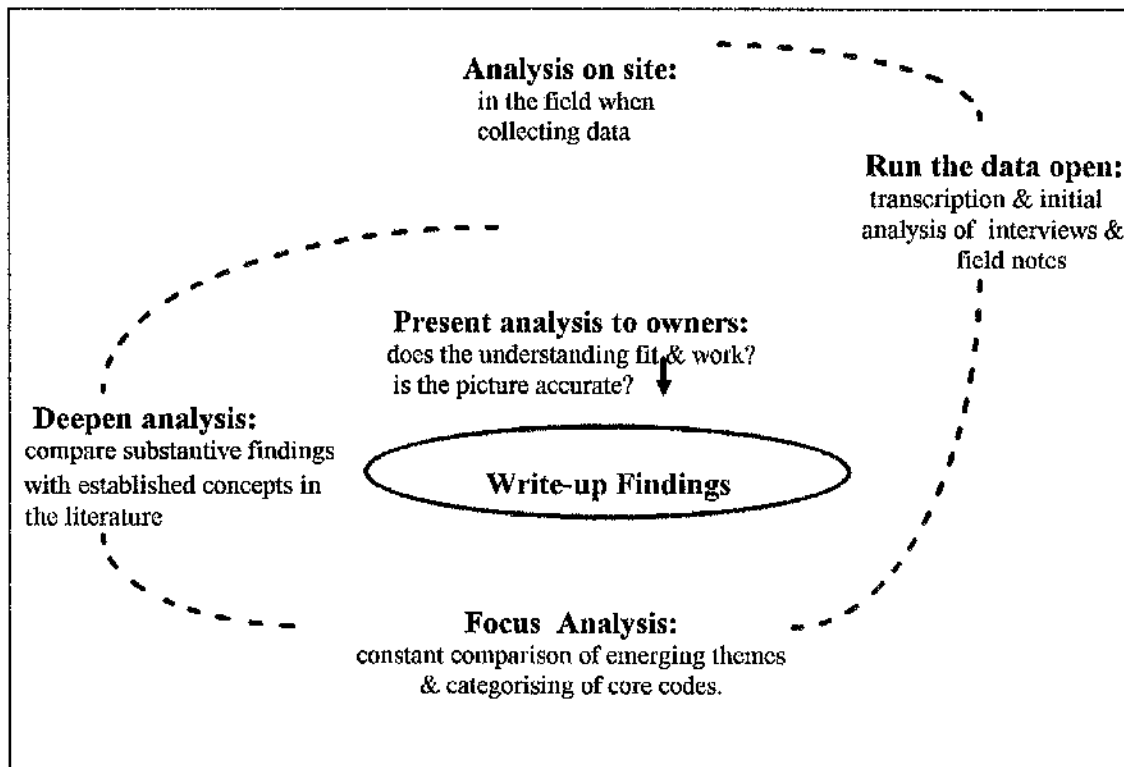 Analysis on site:
in the field when
collecting data
Run the data open:
transcription & initial
analysis of interviews &
field notes
Present analysis to owners:
does the understanding fit & work?
is the picture accurate?
Deepen analysis:
compare substantive findings
with established concepts in
the literature
Write-up Findings
Focus Analysis:
constant comparison of emerging themes
& categorising of core codes.